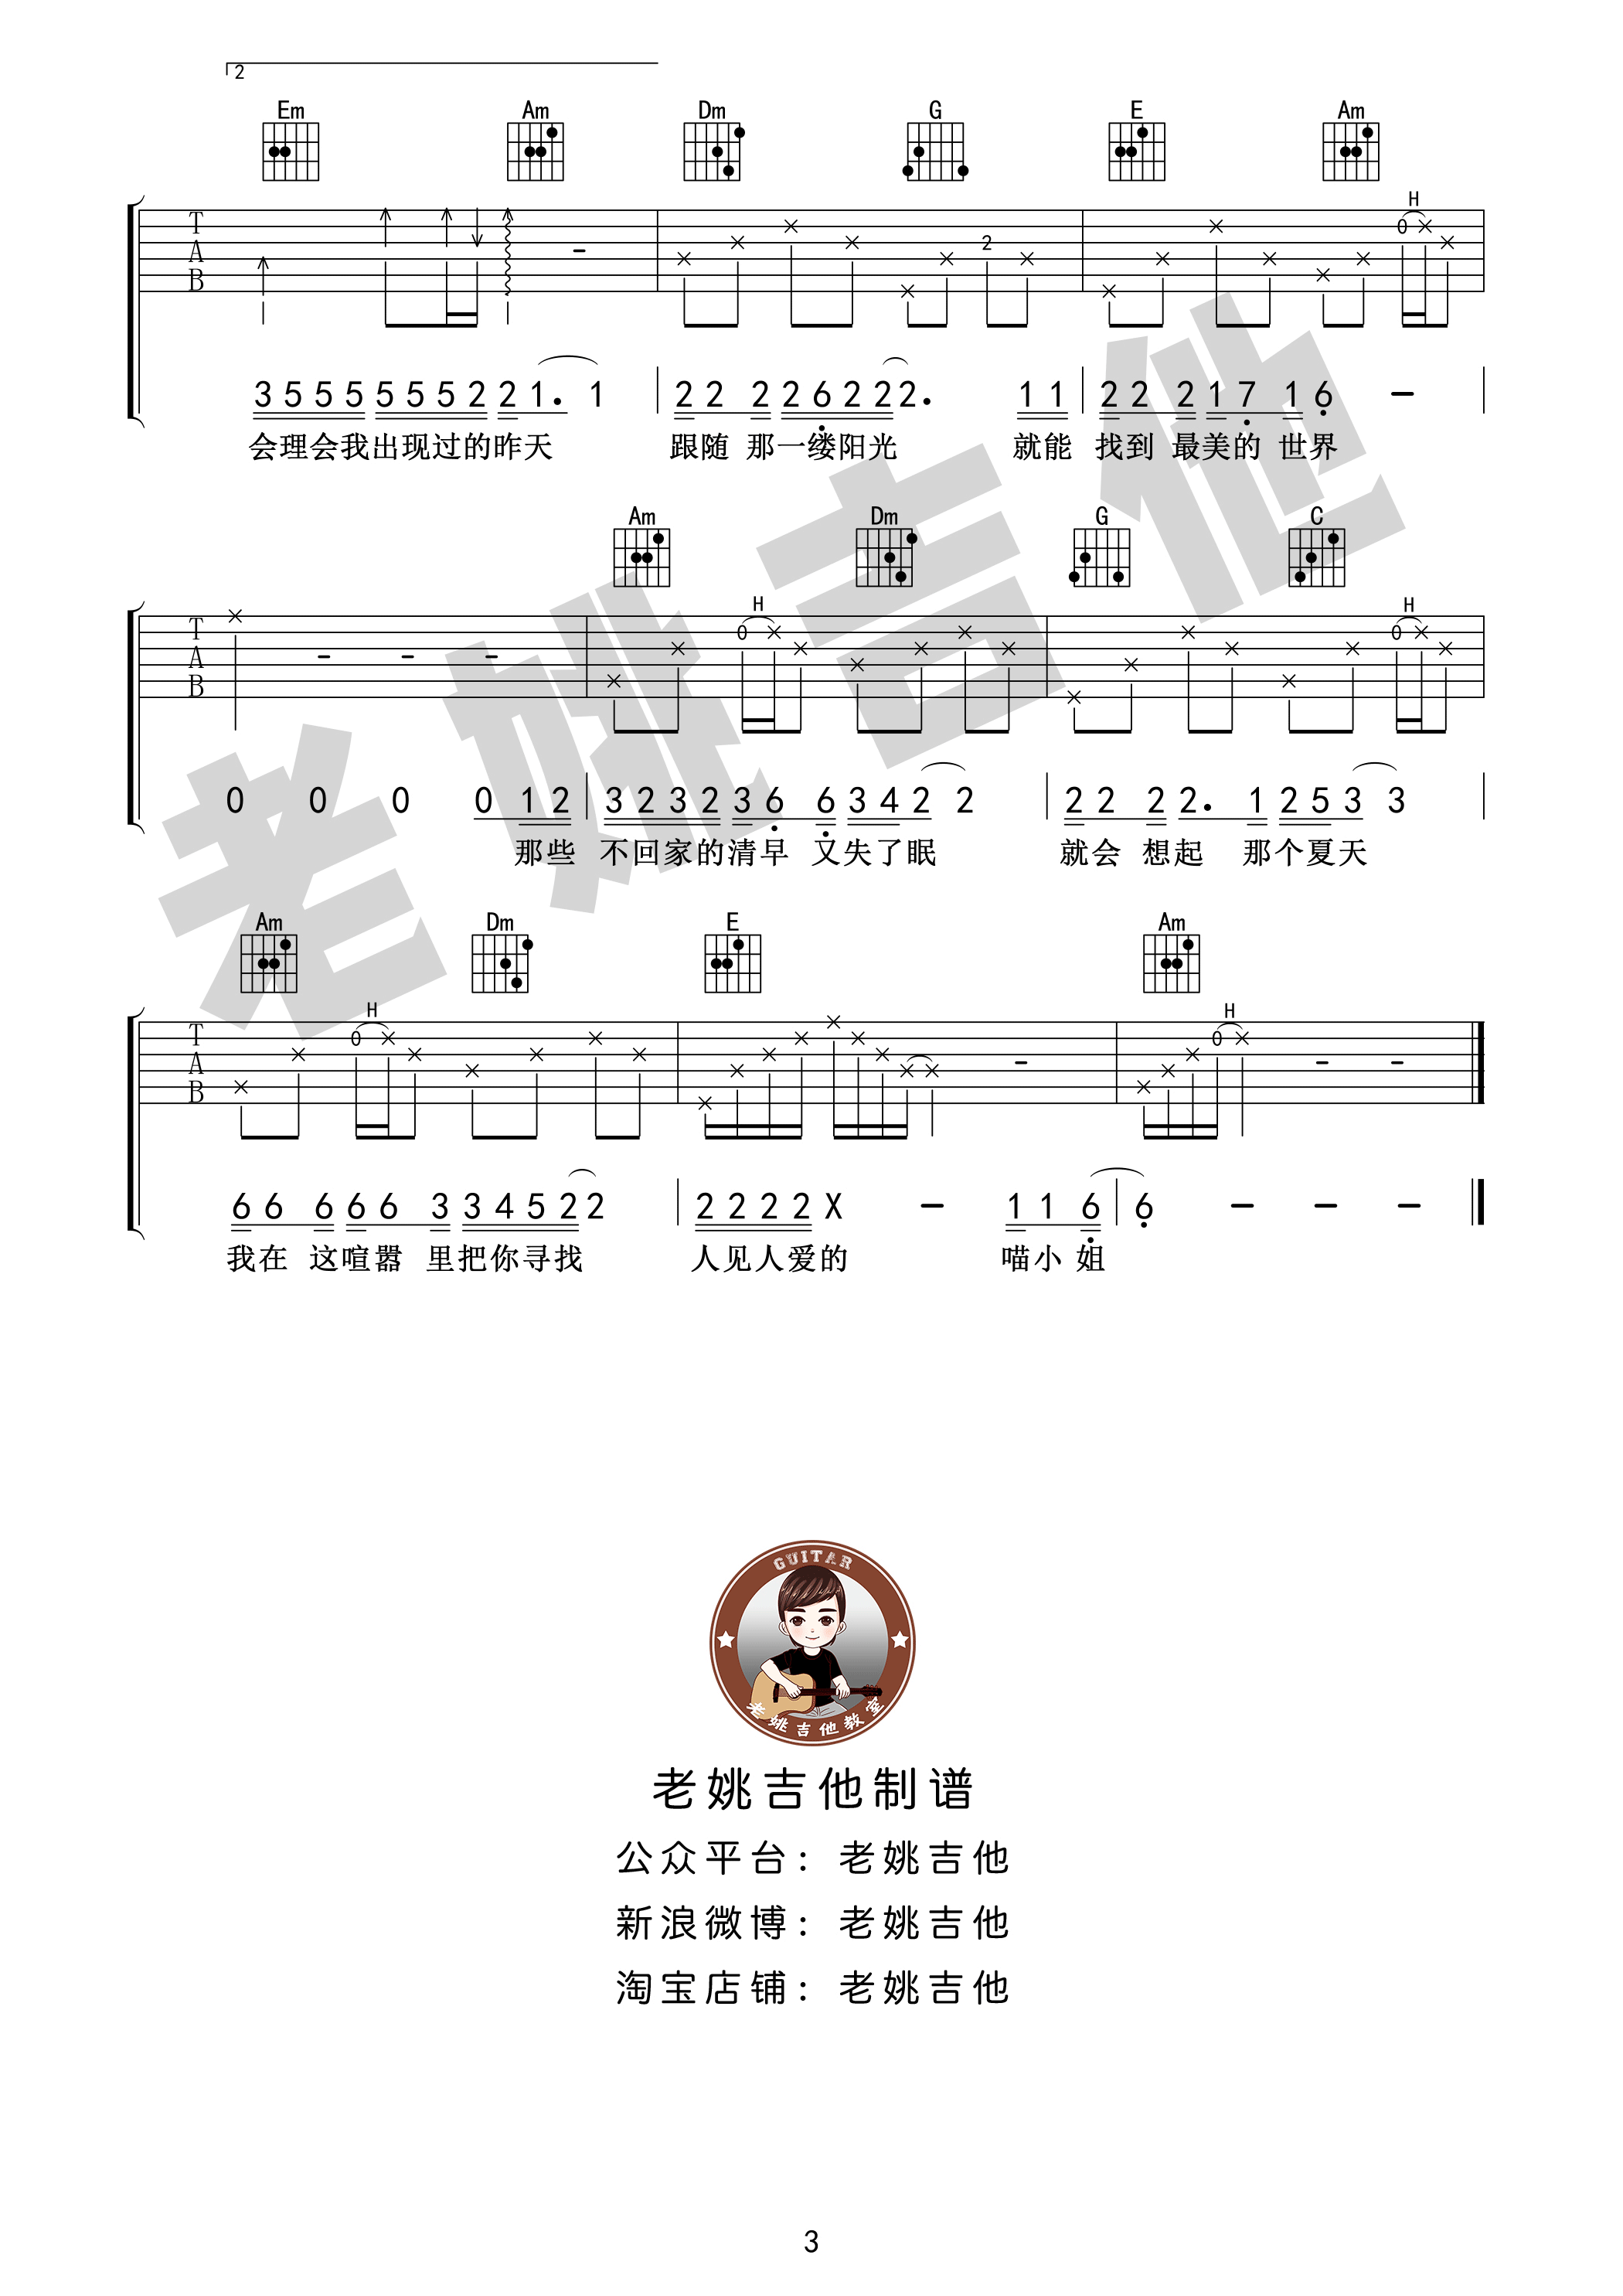 2
Em Am Dm G E Am
H
T A B 2 0
3 5 5 5 5 5 5 2 2 1. 1 2 2 2 2 6 2 2 2. 1 1 2 2 2 1 7 1 6 –
会理会我出现过的昨天 跟随 那一缕阳光 就能 找到 最美的 世界
Am Dm G C
H H
T A B 0 0
0 0 0 0 1 2 3 2 3 2 3 6 6 3 4 2 2 2 2 2 2. 1 2 5 3 3
那些 不回家的清早 又失了眠 就会 想起 那个夏天
Am Dm E Am
H H
T A B 0 0
6 6 6 6 6 3 3 4 5 2 2 2 2 2 2 X – 1 1 6 6 – – –
我在 这喧嚣 里把你寻找 人见人爱的 喵小 姐
老姚吉他
GUITAR
老姚吉他教室
老姚吉他制谱
公众平台：老姚吉他
新浪微博：老姚吉他
淘宝店铺：老姚吉他
3